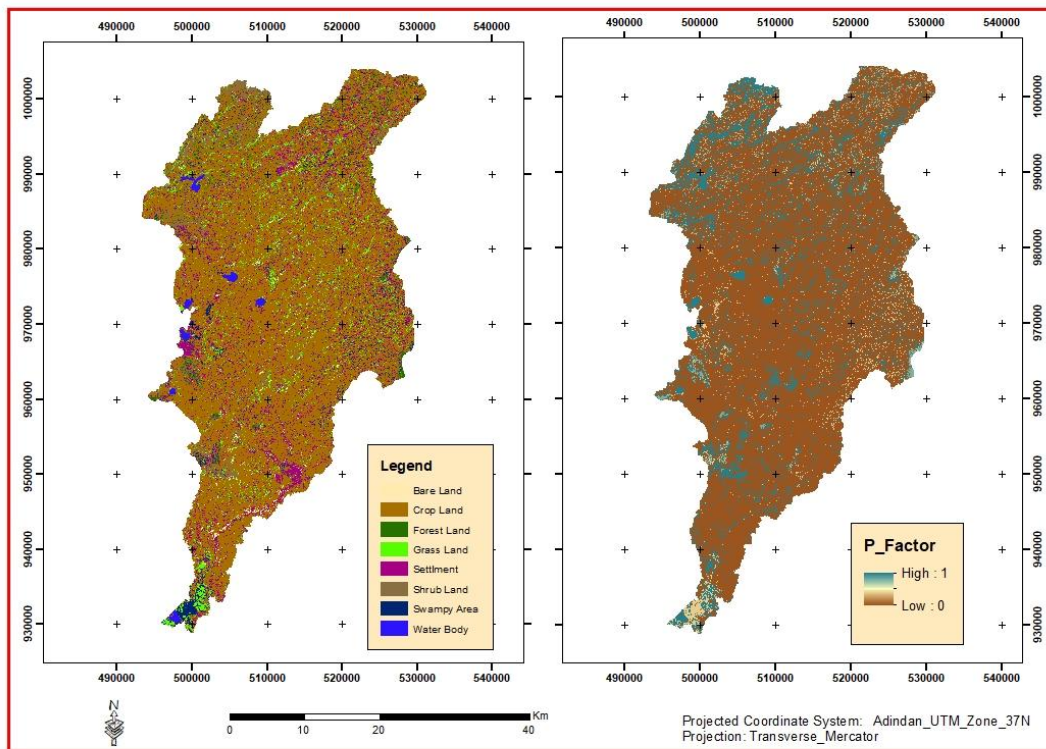 490000 500000 510000 520000 530000 540000
490000 500000 510000 520000 530000 540000
1000000
990000
980000
970000
960000
950000
940000
930000
1000000
990000
980000
970000
960000
950000
940000
930000
Legend
Bare Land
Crop Land
Forest Land
Grass Land
Settlment
Shrub Land
Swampy Area
Water Body
P_Factor
High : 1
Low : 0
490000 500000 510000 520000 530000 540000
490000 500000 510000 520000 530000 540000
N
Km
0 10 20 40
Projected Coordinate System: Adindan_UTM_Zone_37N
Projection: Transverse_Mercator